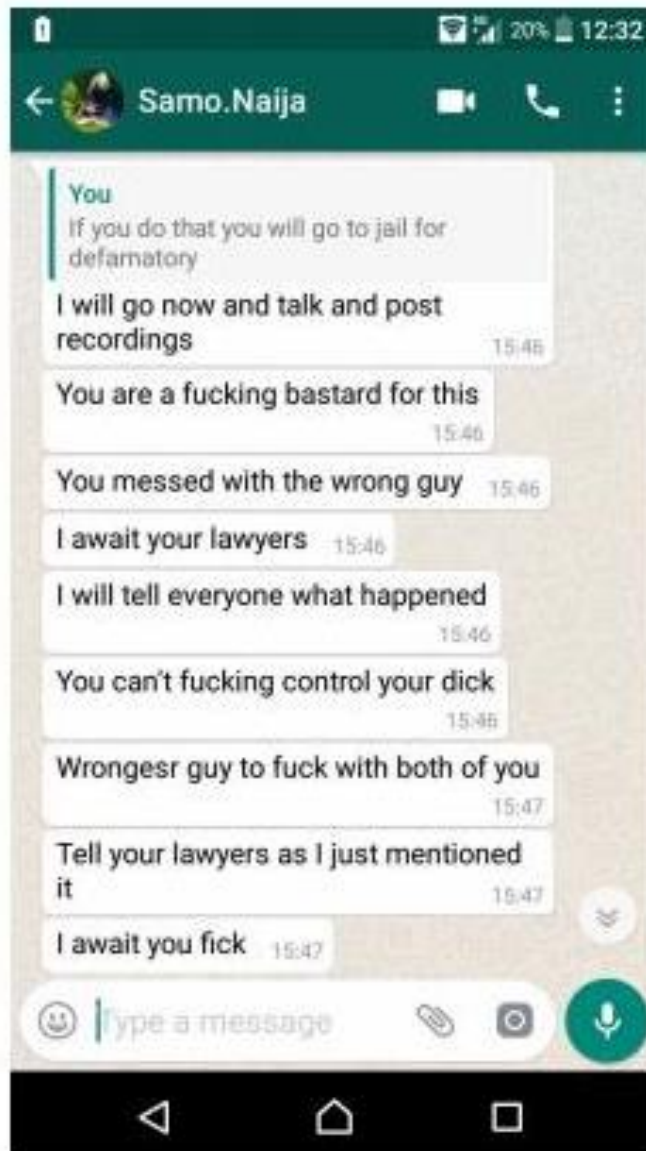 20% 12:32
Samo.Naija
You
If you do that you will go to jail for
defamatory
I will go now and talk and post
recordings
15:46
You are a fucking bastard for this
15:46
You messed with the wrong guy 15:46
I await your lawyers 15:46
I will tell everyone what happened
15:46
You can't fucking control your dick
15:46
Wrongesr guy to fuck with both of you
15:47
Tell your lawyers as I just mentioned
it 15:47
I await you fick 15:47
Type a message